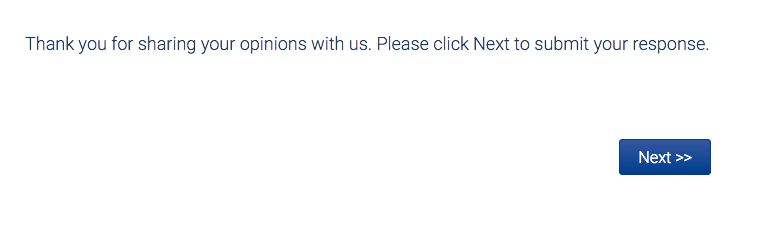 Thank you for sharing your opinions with us. Please click Next to submit your response.
Next >>